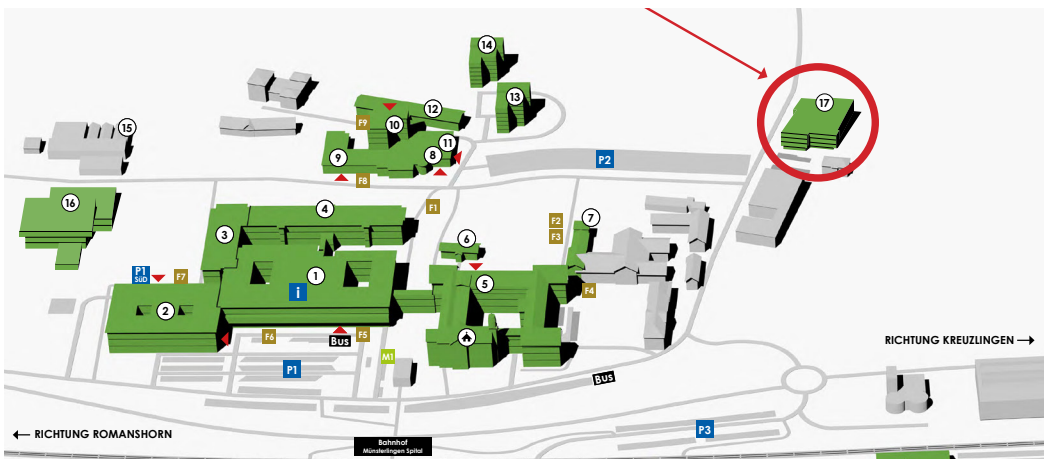 14
13
12
F9
10
17
15
11
9
8
P2
F8
16
F1
4
F2
7
3
F3
6
P1
SÜD
F7
1
5
i
F4
2
F6
Bus
F5
RICHTUNG KREUZLINGEN →
M1
P1
Bus
← RICHTUNG ROMANSHORN
P3
Bahnhof
Münsterlingen Spital